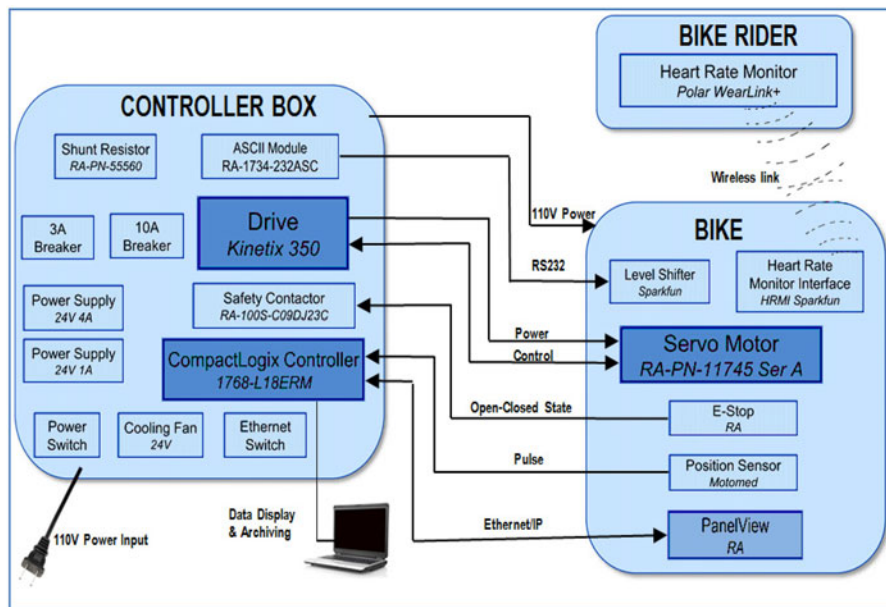 BIKE RIDER
Heart Rate Monitor
Polar WearLink+
Wireless link
CONTROLLER BOX
Shunt Resistor
RA-PN-55560
ASCII Module
RA-1734-232ASC
3A
Breaker
10A
Breaker
Drive
Kinetix 350
Power Supply
24V 4A
Safety Contactor
RA-100S-C09DJ23C
Power Supply
24V 1A
CompactLogix Controller
1768-L18ERM
Power
Switch
Cooling Fan
24V
Ethernet
Switch
110V Power Input
Data Display
& Archiving
110V Power
RS232
Power
Control
Open-Closed State
Pulse
Ethernet/IP
BIKE
Level Shifter
Sparkfun
Heart Rate
Monitor Interface
HRMI Sparkfun
Servo Motor
RA-PN-11745 Ser A
E-Stop
RA
Position Sensor
Motomed
PanelView
RA